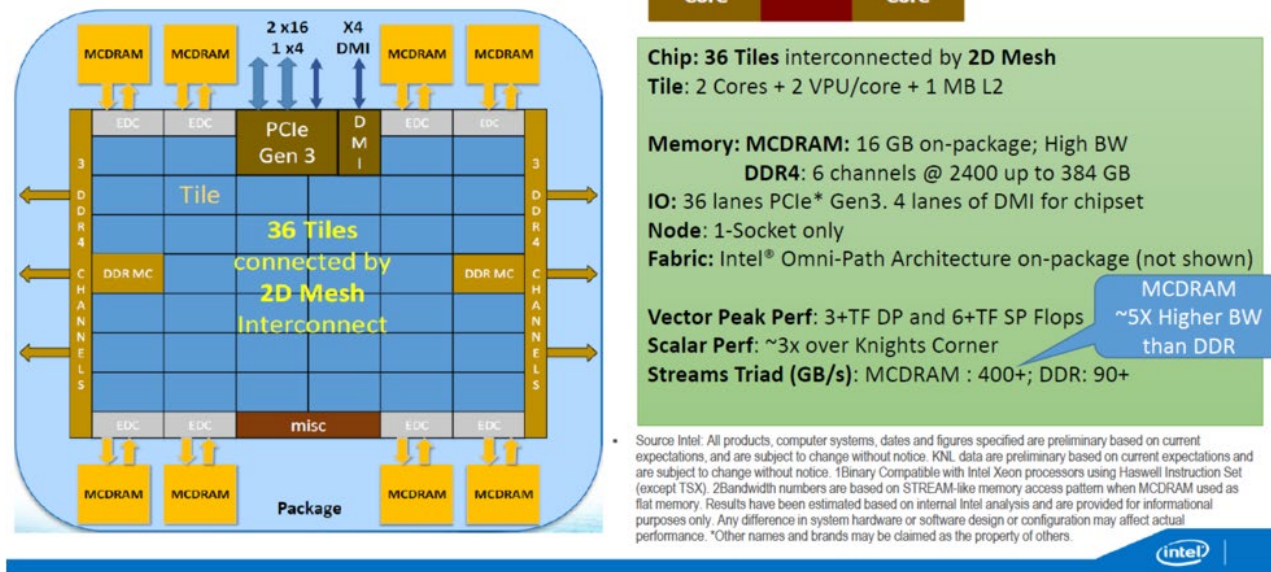 Core
Core
2 x16
1 x4
X4
DMI
MCDRAM
MCDRAM
MCDRAM
MCDRAM
EDC
EDC
PCIe
Gen 3
D
M
I
EDC
EDC
3
D
D
R
4
C
H
A
N
N
E
L
S
Tile
36 Tiles
connected by
2D Mesh
Interconnect
DDR MC
DDR MC
3
D
D
R
4
C
H
A
N
N
E
L
S
EDC
EDC
misc
EDC
EDC
MCDRAM
MCDRAM
MCDRAM
MCDRAM
Package
Chip: 36 Tiles interconnected by 2D Mesh
Tile: 2 Cores + 2 VPU/core + 1 MB L2
Memory: MCDRAM: 16 GB on-package; High BW
DDR4: 6 channels @ 2400 up to 384 GB
IO: 36 lanes PCIe* Gen3. 4 lanes of DMI for chipset
Node: 1-Socket only
Fabric: Intel® Omni-Path Architecture on-package (not shown)
Vector Peak Perf: 3+TF DP and 6+TF SP Flops
Scalar Perf: ~3x over Knights Corner
Streams Triad (GB/s): MCDRAM : 400+; DDR: 90+
MCDRAM
~5X Higher BW
than DDR
Source Intel: All products, computer systems, dates and figures specified are preliminary based on current
expectations, and are subject to change without notice. KNL data are preliminary based on current expectations and
are subject to change without notice. 1Binary Compatible with Intel Xeon processors using Haswell Instruction Set
(except TSX). 2Bandwidth numbers are based on STREAM-like memory access pattern when MCDRAM used as
flat memory. Results have been estimated based on internal Intel analysis and are provided for informational
purposes only. Any difference in system hardware or software design or configuration may affect actual
performance. *Other names and brands may be claimed as the property of others.
intel